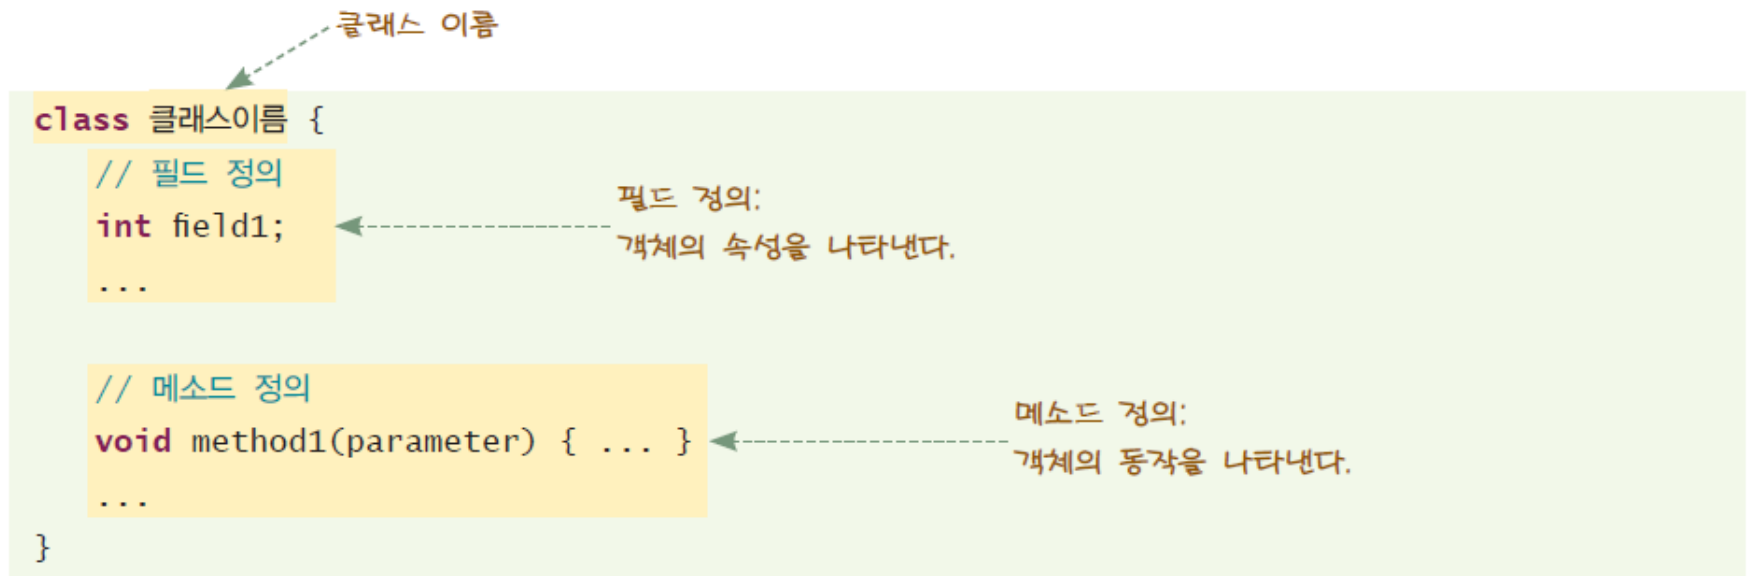 클래스 이름
class 클래스이름 {
// 필드 정의
int field1;
...
필드 정의:
객체의 속성을 나타낸다.
// 메소드 정의
void method1(parameter) { ... }
...
메소드 정의:
객체의 동작을 나타낸다.
}